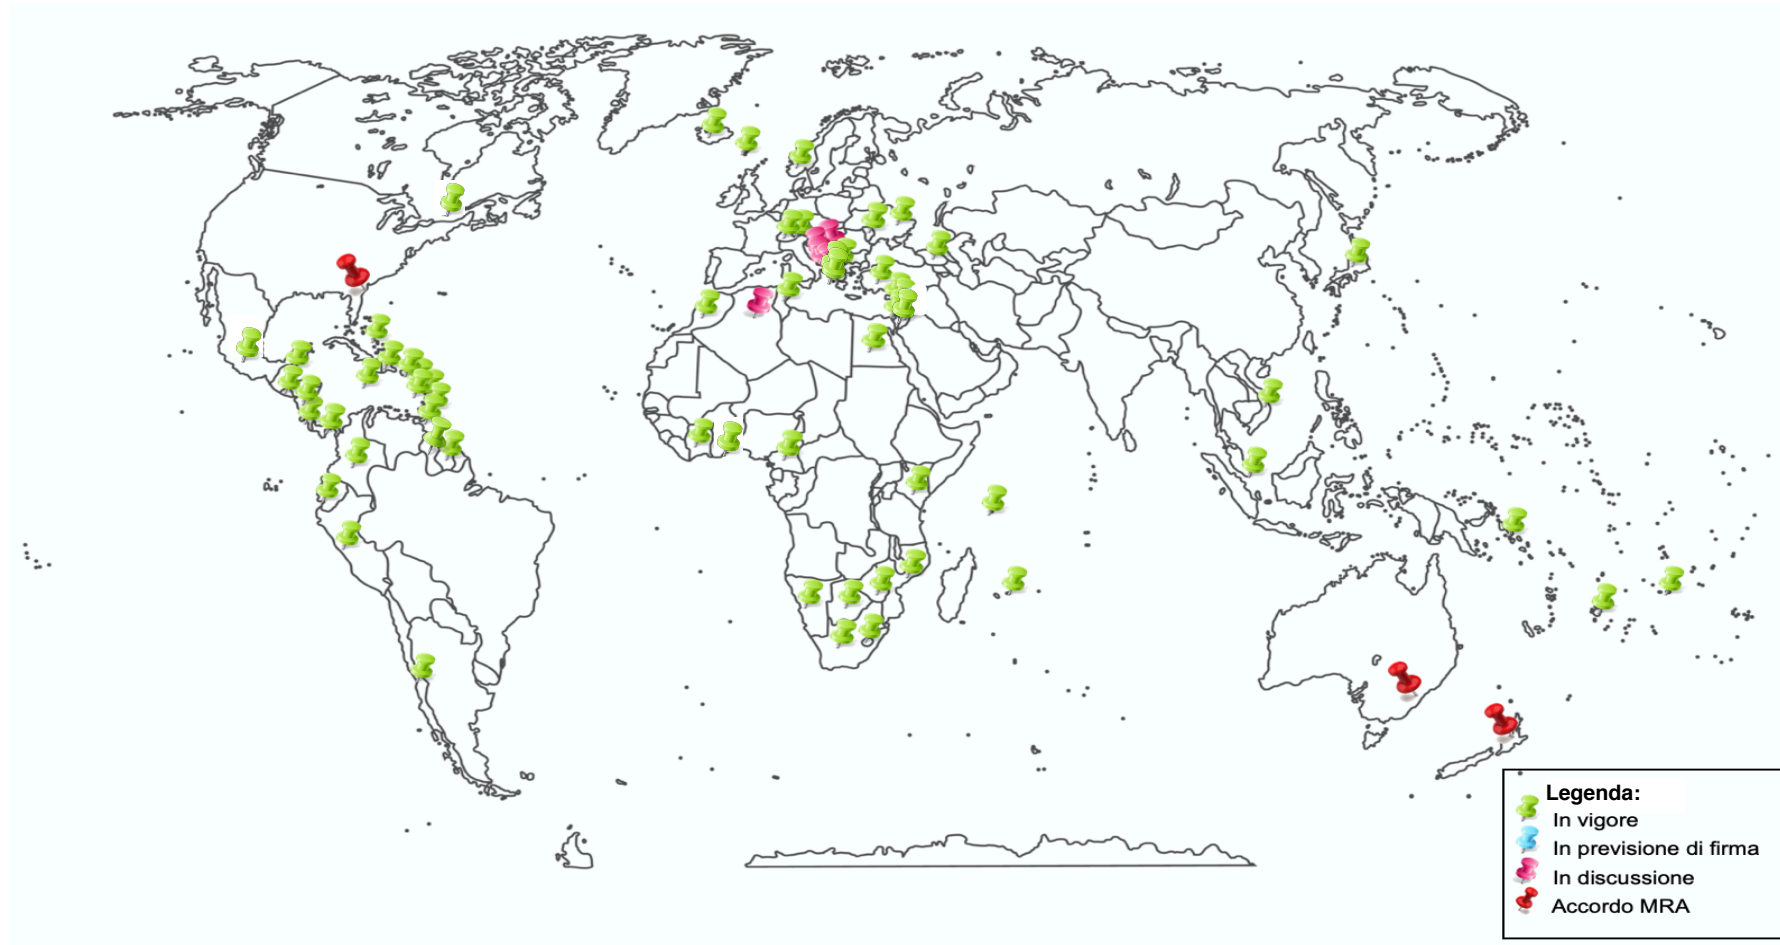 Legenda:
In vigore
In previsione di firma
In discussione
Accordo MRA